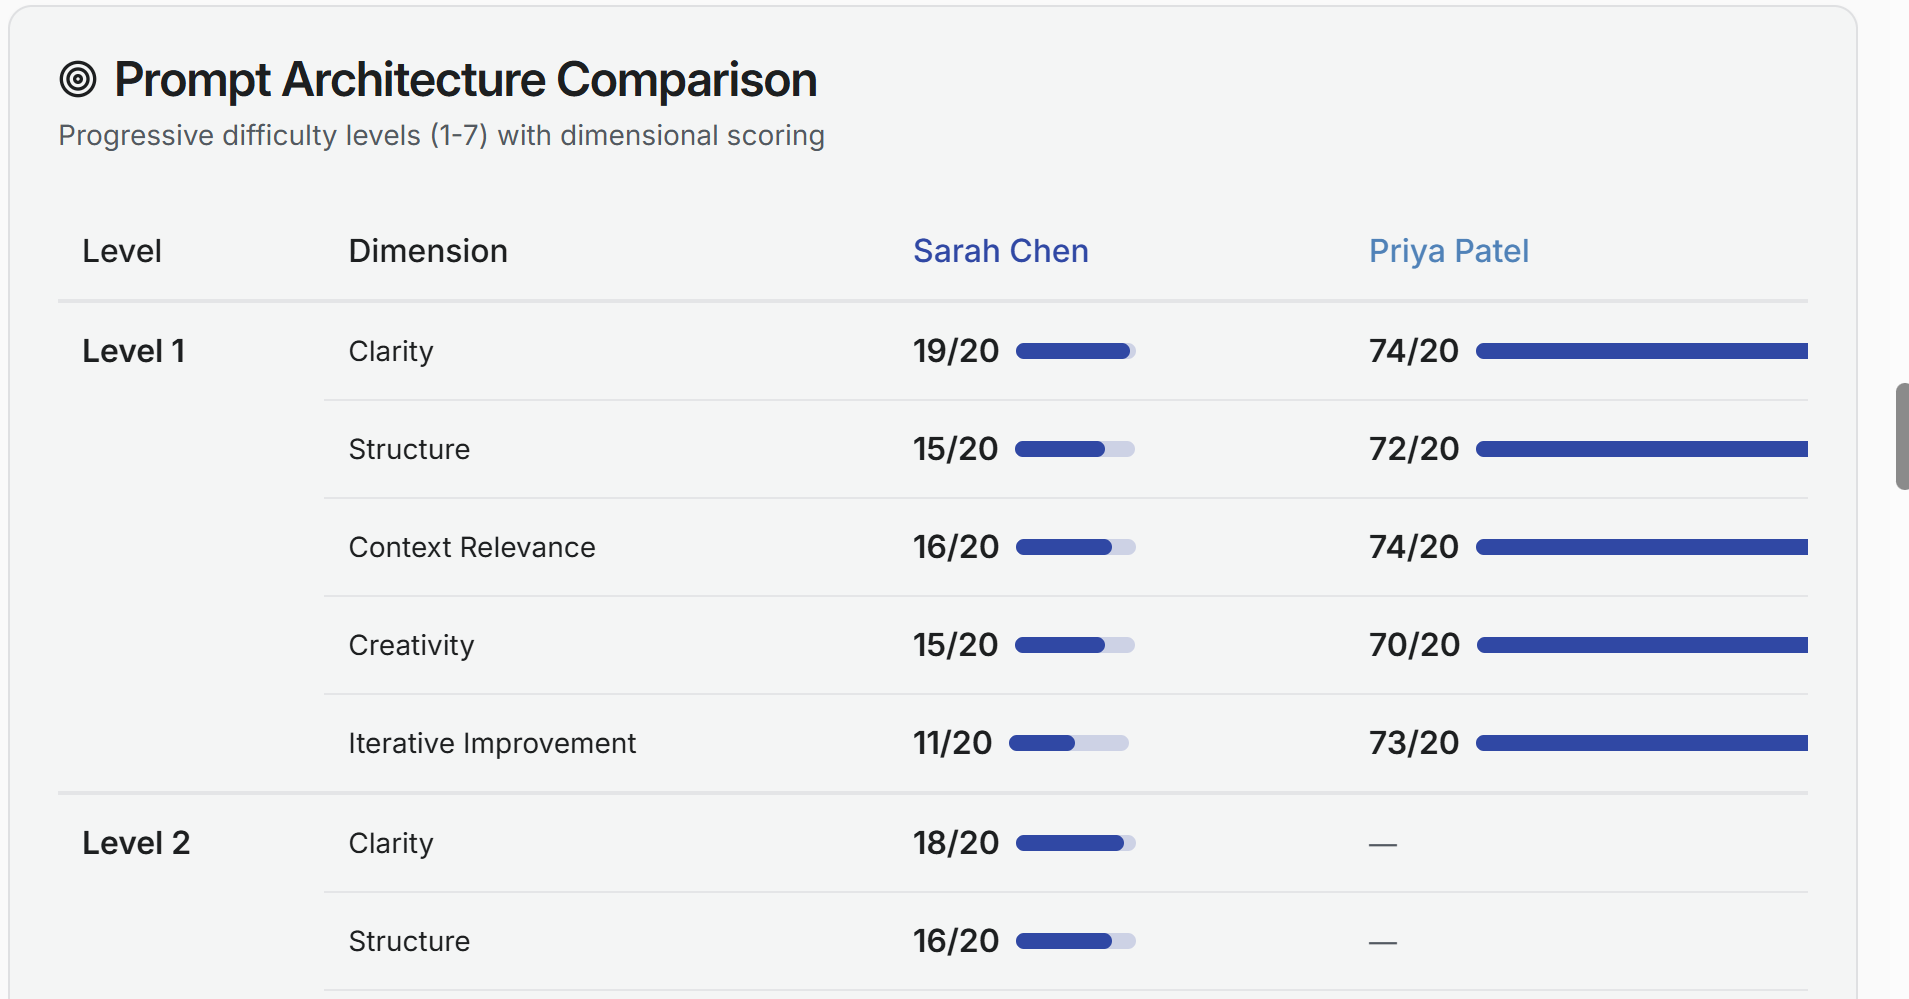 Prompt Architecture Comparison
Progressive difficulty levels (1-7) with dimensional scoring
Level Dimension Sarah Chen Priya Patel
Level 1 Clarity 19/20 74/20
Structure 15/20 72/20
Context Relevance 16/20 74/20
Creativity 15/20 70/20
Iterative Improvement 11/20 73/20
Level 2 Clarity 18/20 —
Structure 16/20 —